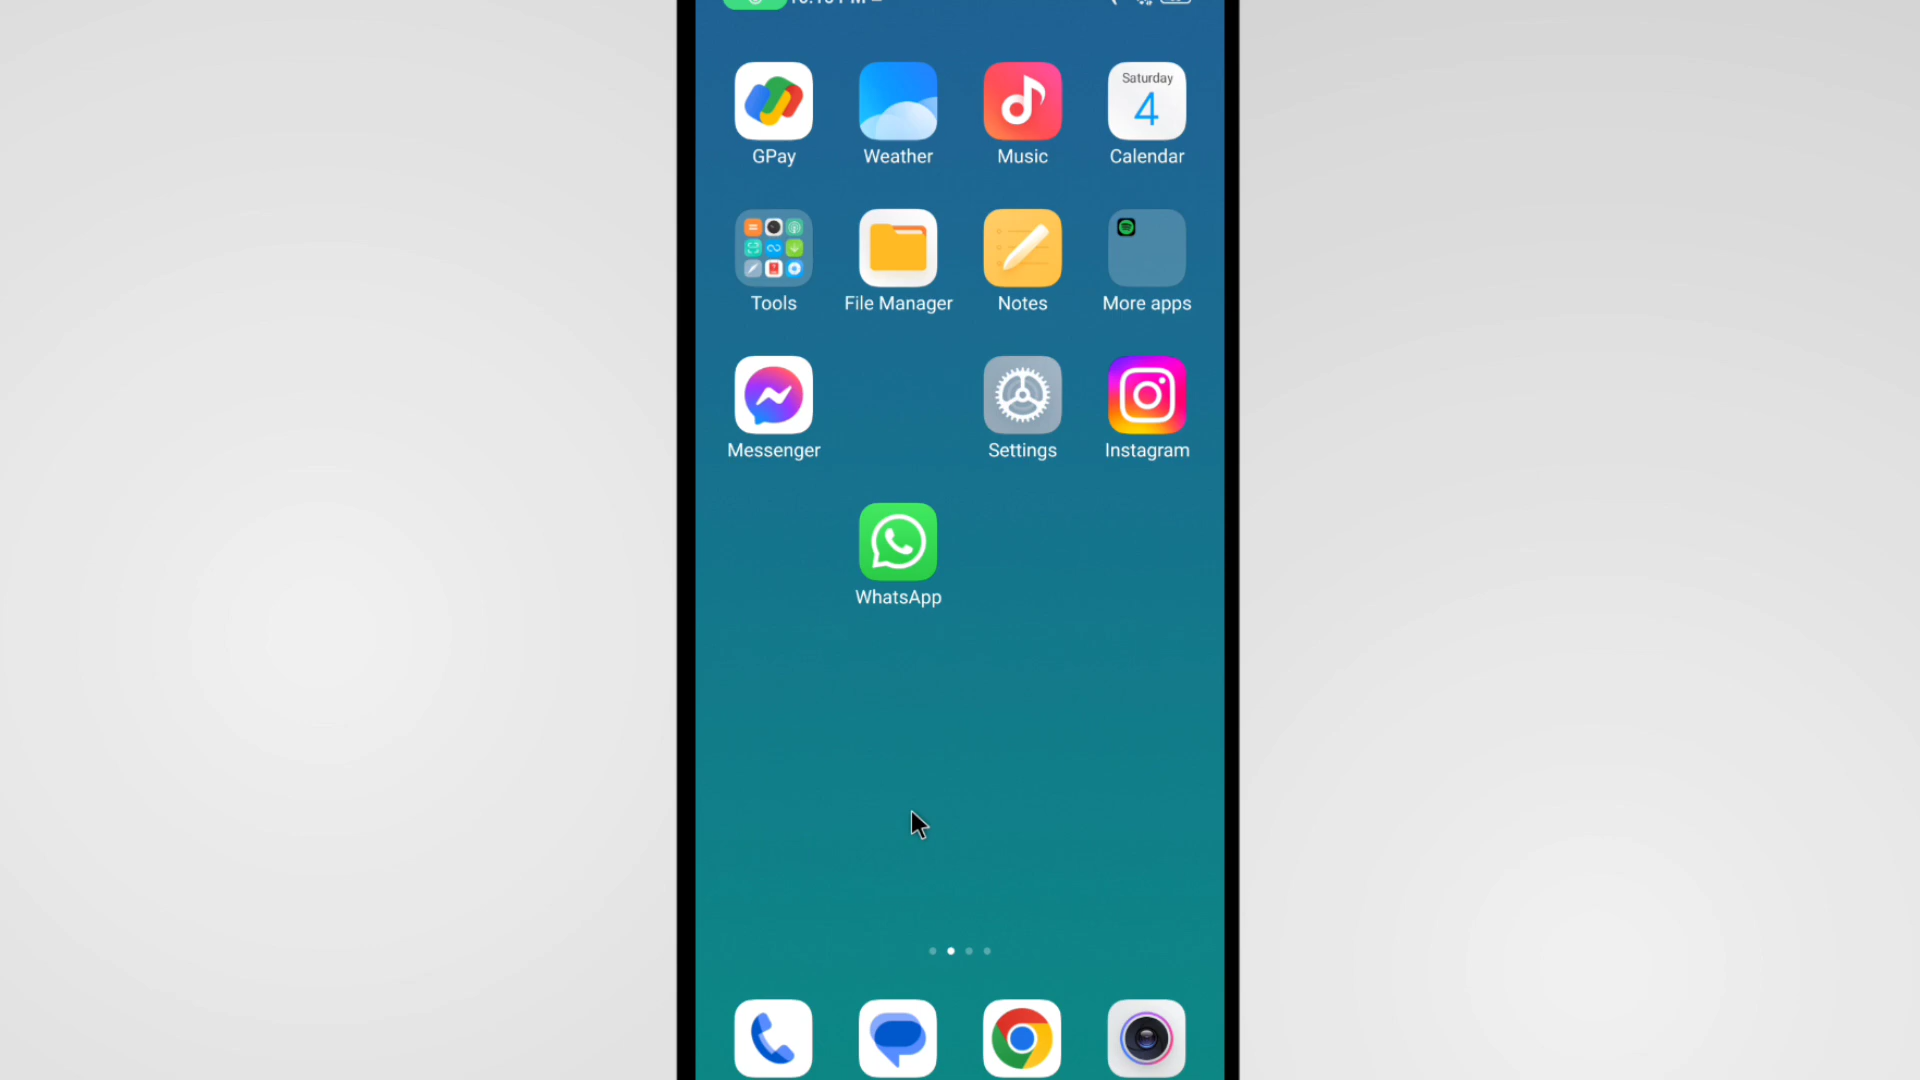 GPay
Weather
Music
Saturday
4
Calendar
Tools
File Manager
Notes
More apps
Messenger
Settings
Instagram
WhatsApp